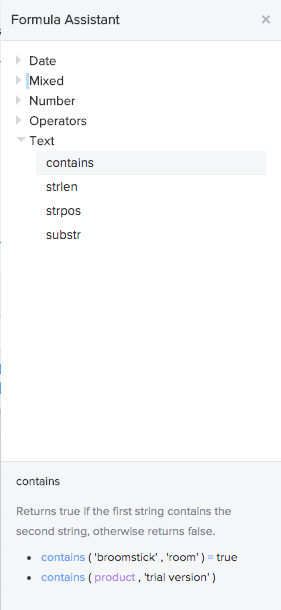 Formula Assistant ×
Date
Mixed
Number
Operators
Text
contains
strlen
strpos
substr
contains
Returns true if the first string contains the
second string, otherwise returns false.
• contains ( 'broomstick' , 'room' ) = true
• contains ( product , 'trial version' )